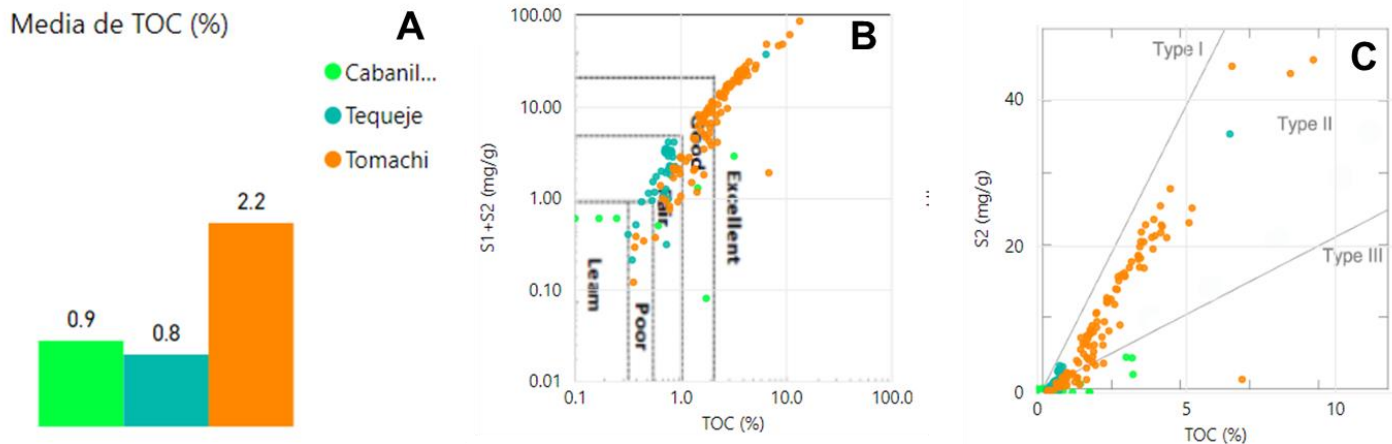 Media de TOC (%)
A
Cabanil...
Tequeje
Tomachi
0.9
0.8
2.2
B
S1+S2 (mg/g)
100.00
10.00
1.00
0.10
0.01
0.1
1.0
10.0
100.0
TOC (%)
Leam
Poor
Fair
Good
Excellent
...
C
S2 (mg/g)
40
20
0
0
5
10
TOC (%)
Type I
Type II
Type III